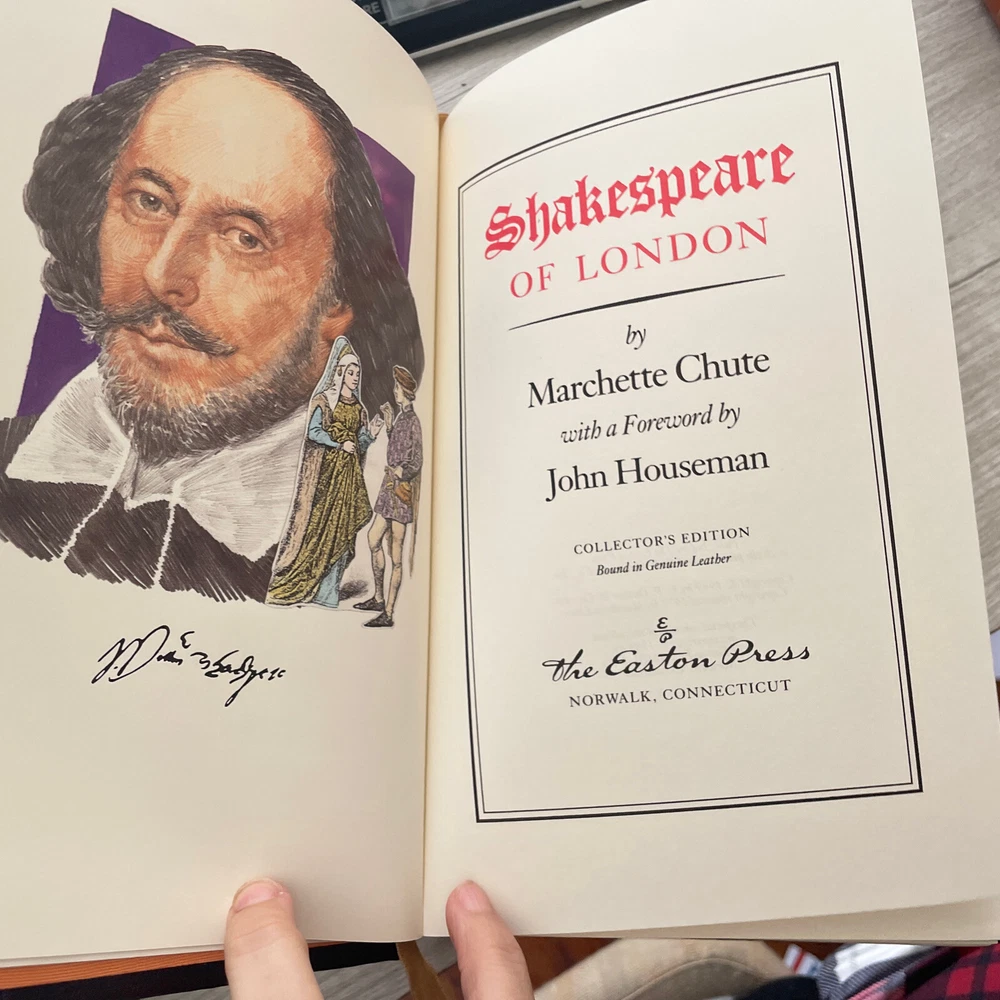 RE
Shakespeare
OF LONDON
by
Marchette Chute
with a Foreword by
John Houseman
COLLECTOR'S EDITION
Bound in Genuine Leather
E
P
The Easton Press
NORWALK, CONNECTICUT